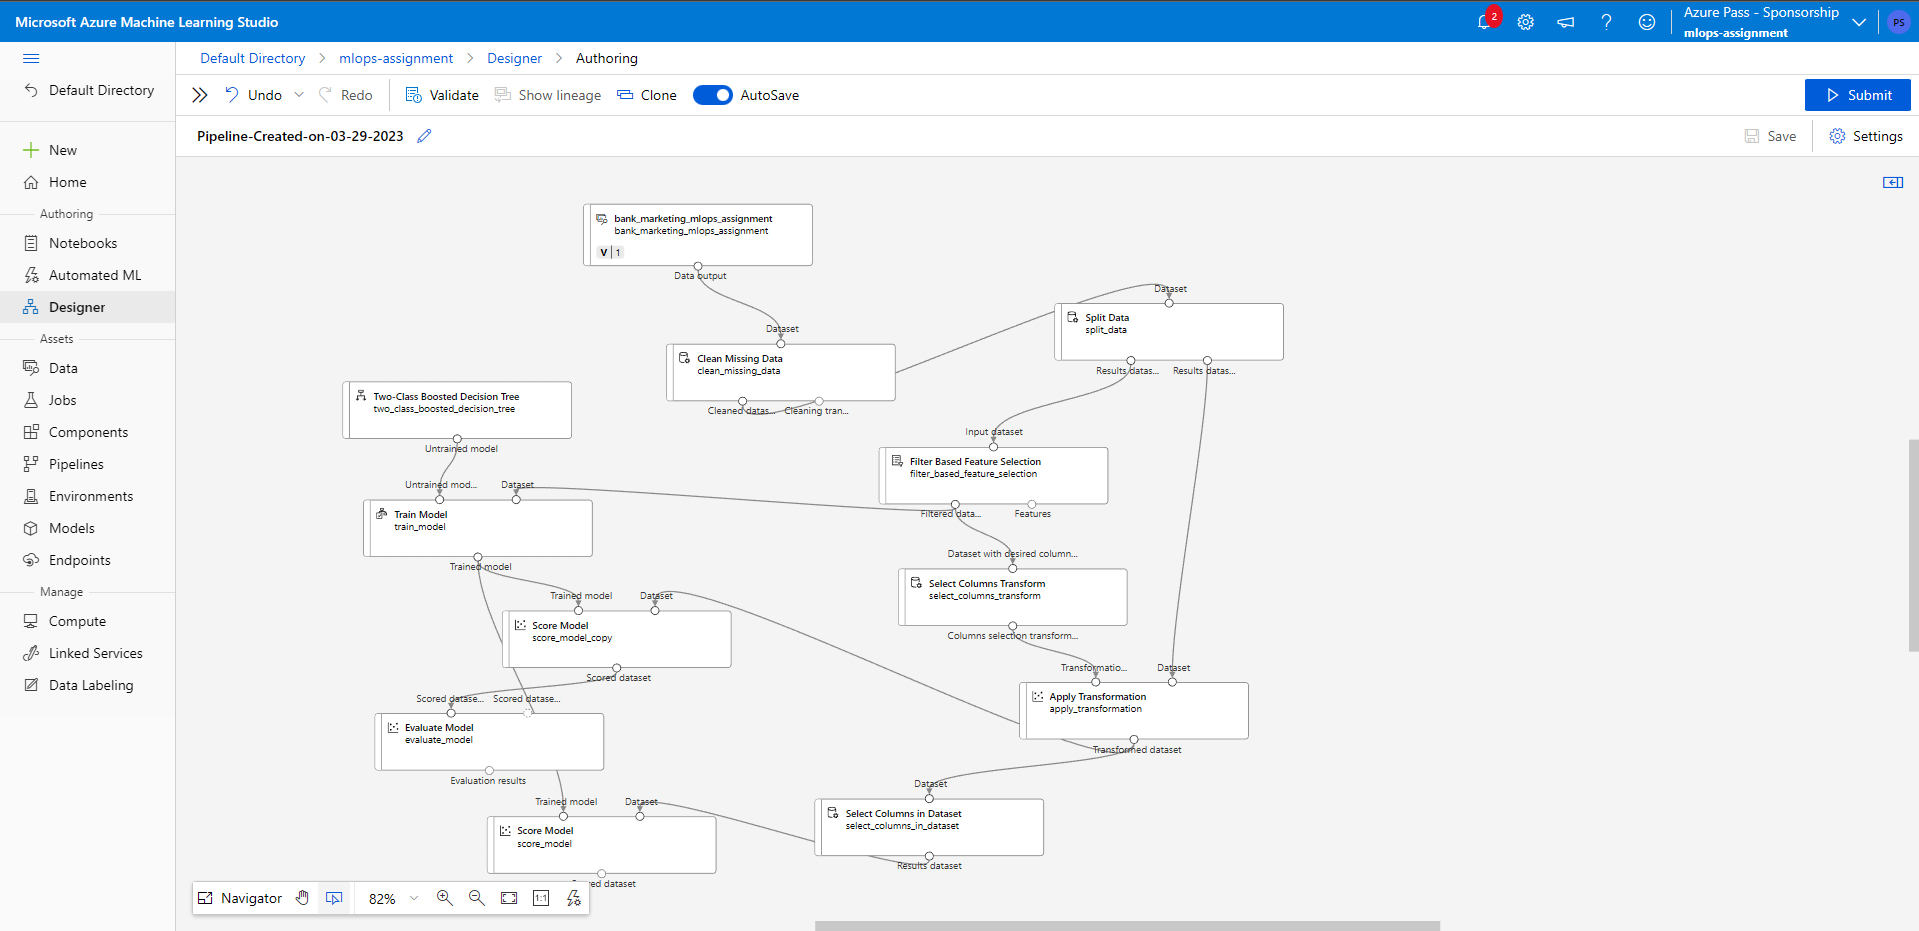 Microsoft Azure Machine Learning Studio
2
Azure Pass - Sponsorship
mlops-assignment
PS
Default Directory
New
Home
Authoring
Notebooks
Automated ML
Designer
Assets
Data
Jobs
Components
Pipelines
Environments
Models
Endpoints
Manage
Compute
Linked Services
Data Labeling
Default Directory > mlops-assignment > Designer > Authoring
Undo Redo Validate Show lineage Clone AutoSave Submit
Pipeline-Created-on-03-29-2023 Save Settings
bank_marketing_mlops_assignment
bank_marketing_mlops_assignment
V 1
Data output
Dataset
Split Data
split_data
Results datas... Results datas...
Dataset
Clean Missing Data
clean_missing_data
Cleaned datas... Cleaning tran...
Two-Class Boosted Decision Tree
two_class_boosted_decision_tree
Untrained model
Input dataset
Filter Based Feature Selection
filter_based_feature_selection
Filtered data... Features
Untrained mod... Dataset
Train Model
train_model
Trained model
Dataset with desired column...
Select Columns Transform
select_columns_transform
Columns selection transform...
Trained model Dataset
Score Model
score_model_copy
Scored dataset
Transformatio... Dataset
Apply Transformation
apply_transformation
Transformed dataset
Scored datase... Scored datase...
Evaluate Model
evaluate_model
Evaluation results
Dataset
Select Columns in Dataset
select_columns_in_dataset
Results dataset
Trained model Dataset
Score Model
score_model
ed dataset
Navigator 82% 1:1